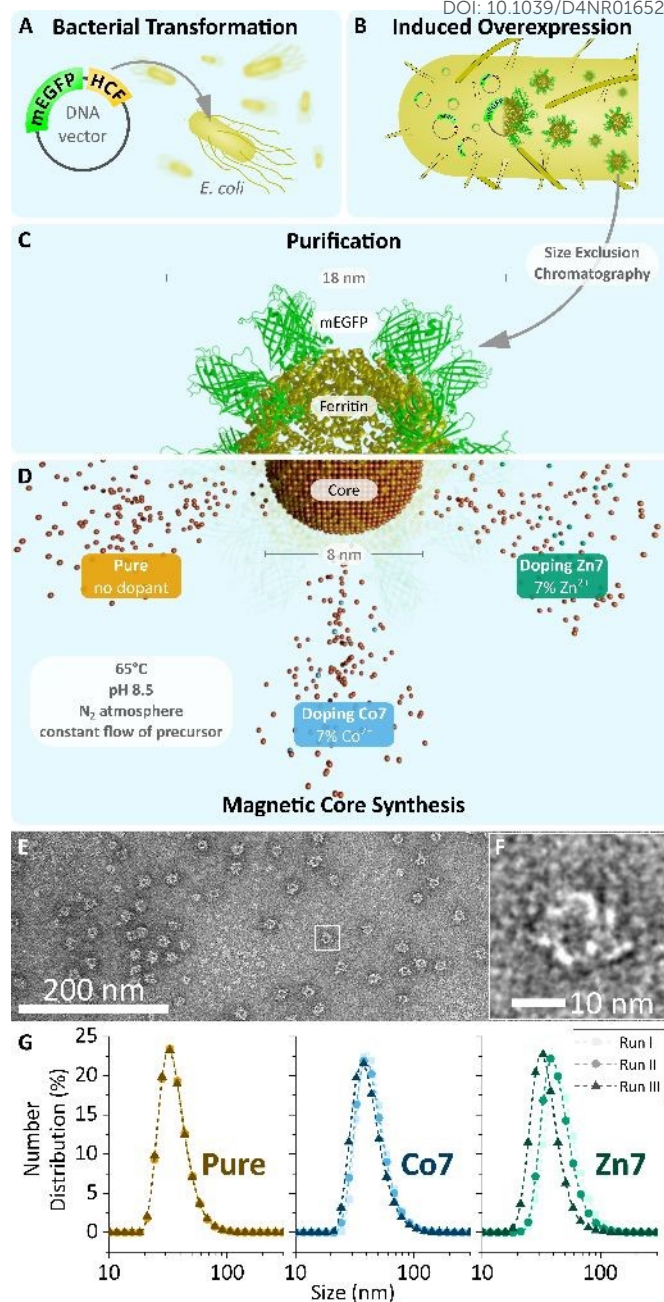 DOI: 10.1039/D4NR01652
A Bacterial Transformation
mEGFP HCF
DNA
vector
E. coli
B Induced Overexpression
C Purification
Size Exclusion
Chromatography
18 nm
mEGFP
Ferritin
D
Core
8 nm
Pure
no dopant
Doping Zn7
7% Zn²⁺
65°C
pH 8.5
N₂ atmosphere
constant flow of precursor
Doping Co7
7% Co²⁺
Magnetic Core Synthesis
E
200 nm
F
10 nm
G
Number
Distribution (%)
25
20
15
10
5
0
Pure
Co7
Zn7
Run I
Run II
Run III
10 100 10 100 10 100
Size (nm) Size (nm) Size (nm)